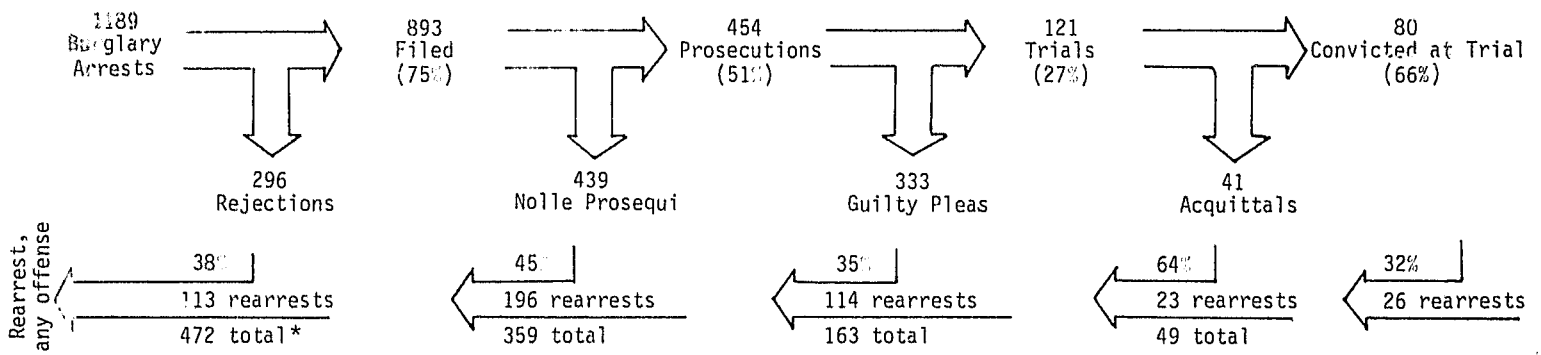 1189
Burglary
Arrests
893
Filed
(75%)
454
Prosecutions
(51%)
121
Trials
(27%)
80
Convicted at Trial
(66%)
296
Rejections
439
Nolle Prosequi
333
Guilty Pleas
41
Acquittals
Rearrest,
any offense
38%
113 rearrests
472 total*
45%
196 rearrests
359 total
35%
114 rearrests
163 total
64%
23 rearrests
49 total
32%
26 rearrests